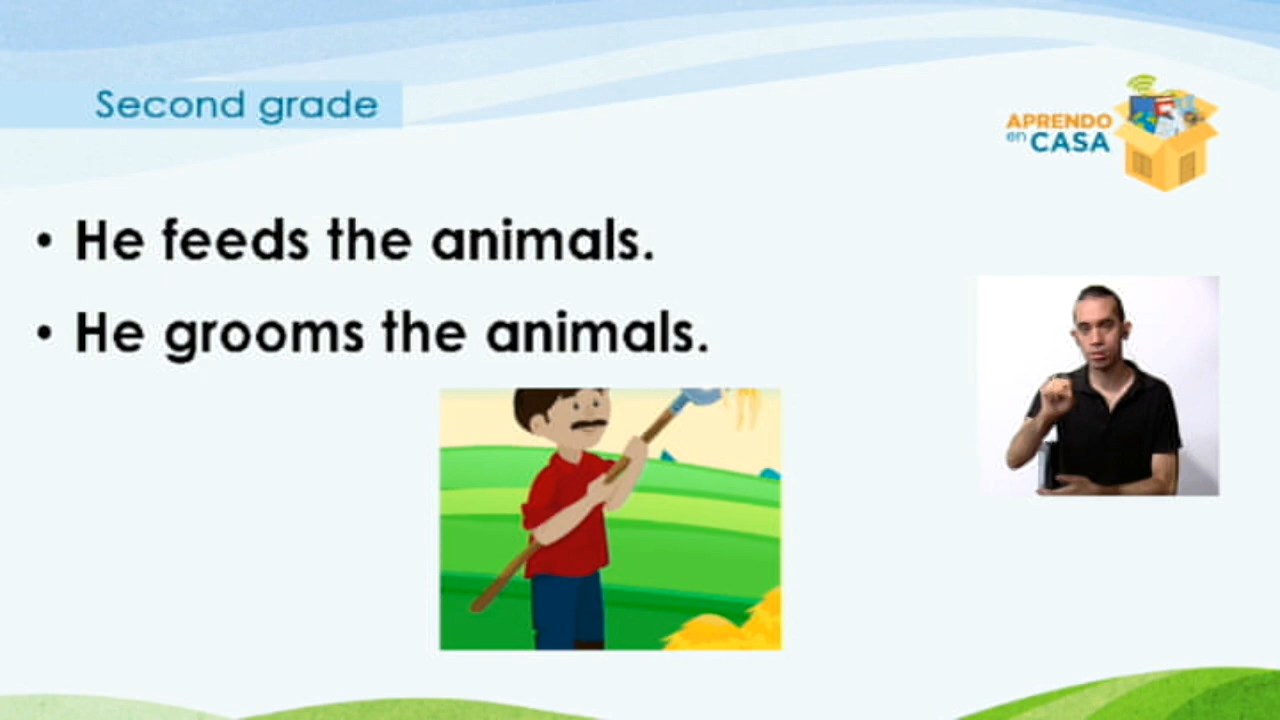 Second grade
APRENDO
en CASA
• He feeds the animals.
• He grooms the animals.